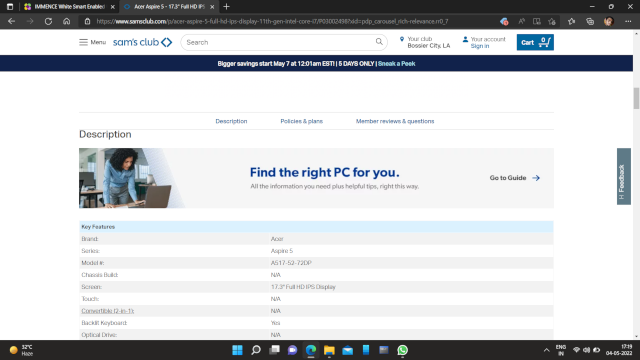 IMMENCE White Smart Enabled
Acer Aspire 5 - 17.3" Full HD IPS
https://www.samsclub.com/p/acer-aspire-5-full-hd-ips-display-11th-gen-intel-core-i7/P03002498?xid=pdp_carousel_rich-relevance.rr0_7
Menu
sam's club
Search
Your club
Bossier City, LA
Your account
Sign in
Cart 0
Bigger savings start May 7 at 12:01am EST! | 5 DAYS ONLY | Sneak a Peek
Description Policies & plans Member reviews & questions
Description
Find the right PC for you.
All the information you need plus helpful tips, right this way.
Go to Guide
Feedback
Key Features
Brand: Acer
Series: Aspire 5
Model #: A517-52-72DP
Chassis Build: N/A
Screen: 17.3" Full HD IPS Display
Touch: N/A
Convertible (2-in-1): N/A
Backlit Keyboard: Yes
Optical Drive: N/A
32°C
Haze
ENG
IN
17:19
04-05-2022